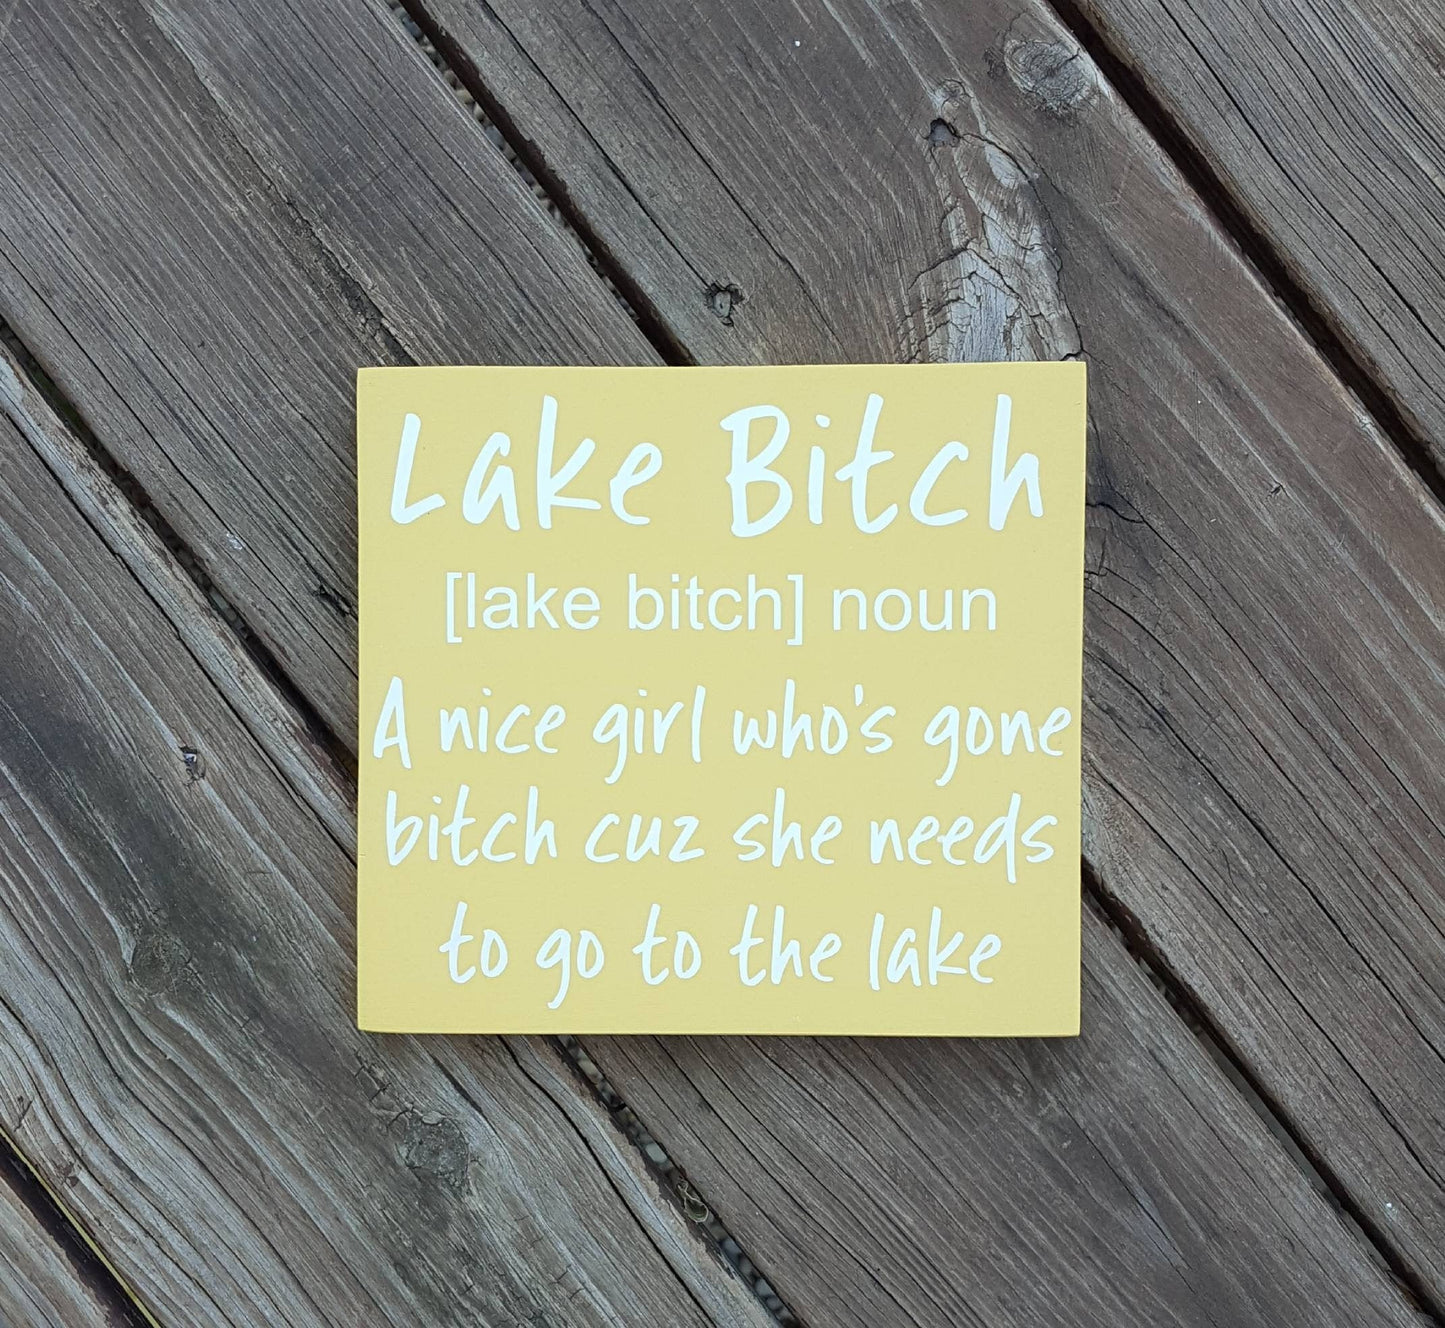 Lake Bitch
[lake bitch] noun
A nice girl who's gone
bitch cuz she needs
to go to the lake